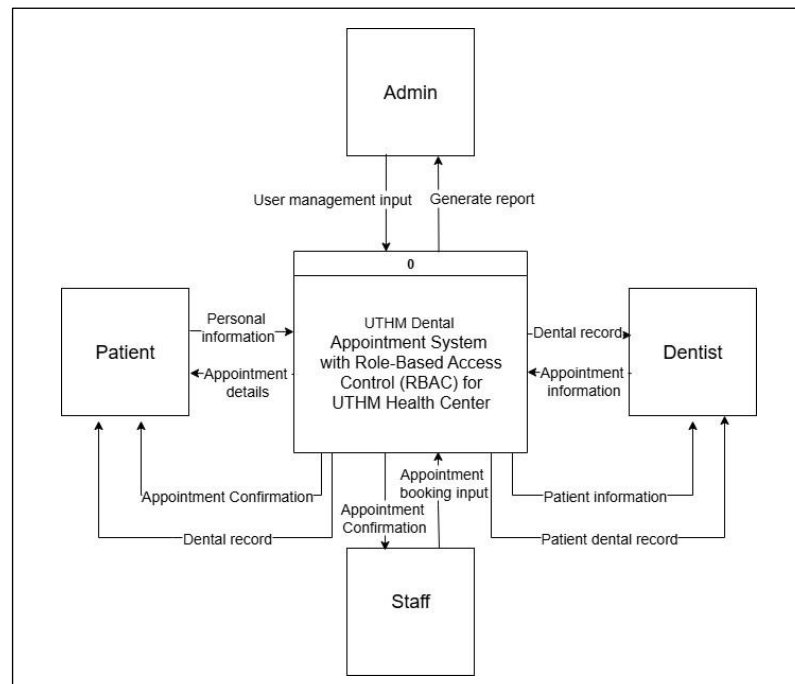 Admin
User management input
Generate report
0
UTHM Dental
Appointment System
with Role-Based Access
Control (RBAC) for
UTHM Health Center
Patient
Personal
information
Appointment
details
Dental record
Appointment
information
Dentist
Appointment Confirmation
Dental record
Appointment
Confirmation
Appointment
booking input
Patient information
Patient dental record
Staff